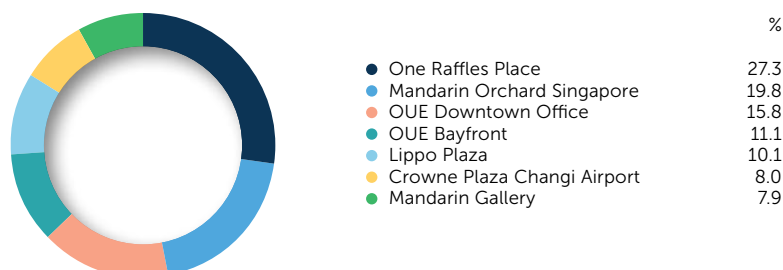 %
One Raffles Place 27.3
Mandarin Orchard Singapore 19.8
OUE Downtown Office 15.8
OUE Bayfront 11.1
Lippo Plaza 10.1
Crowne Plaza Changi Airport 8.0
Mandarin Gallery 7.9